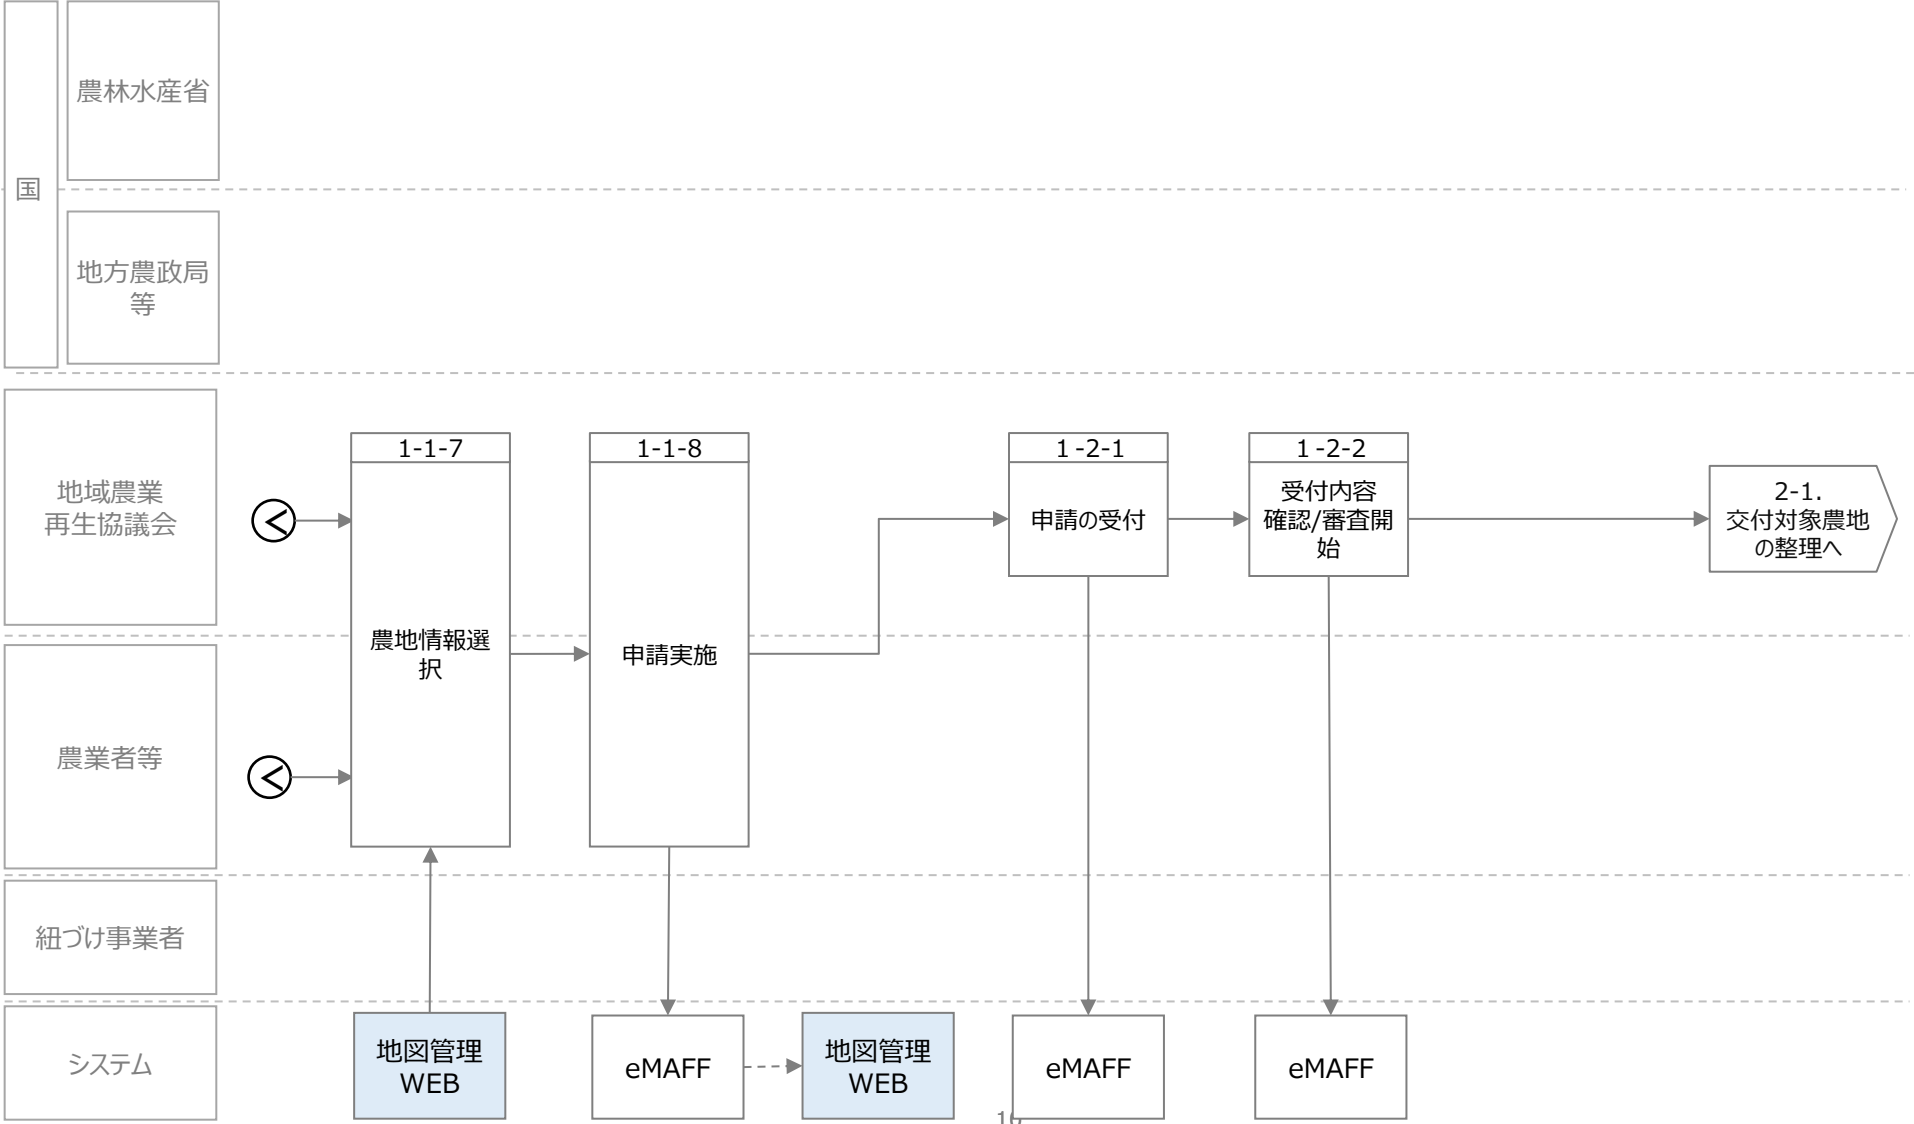 国
農林水産省
地方農政局
等
地域農業
再生協議会
1-1-7
農地情報選
択
1-1-8
申請実施
1-2-1
申請の受付
1-2-2
受付内容
確認/審査開
始
2-1.
交付対象農地
の整理へ
農業者等
紐づけ事業者
システム
地図管理
WEB
eMAFF
地図管理
WEB
eMAFF
eMAFF